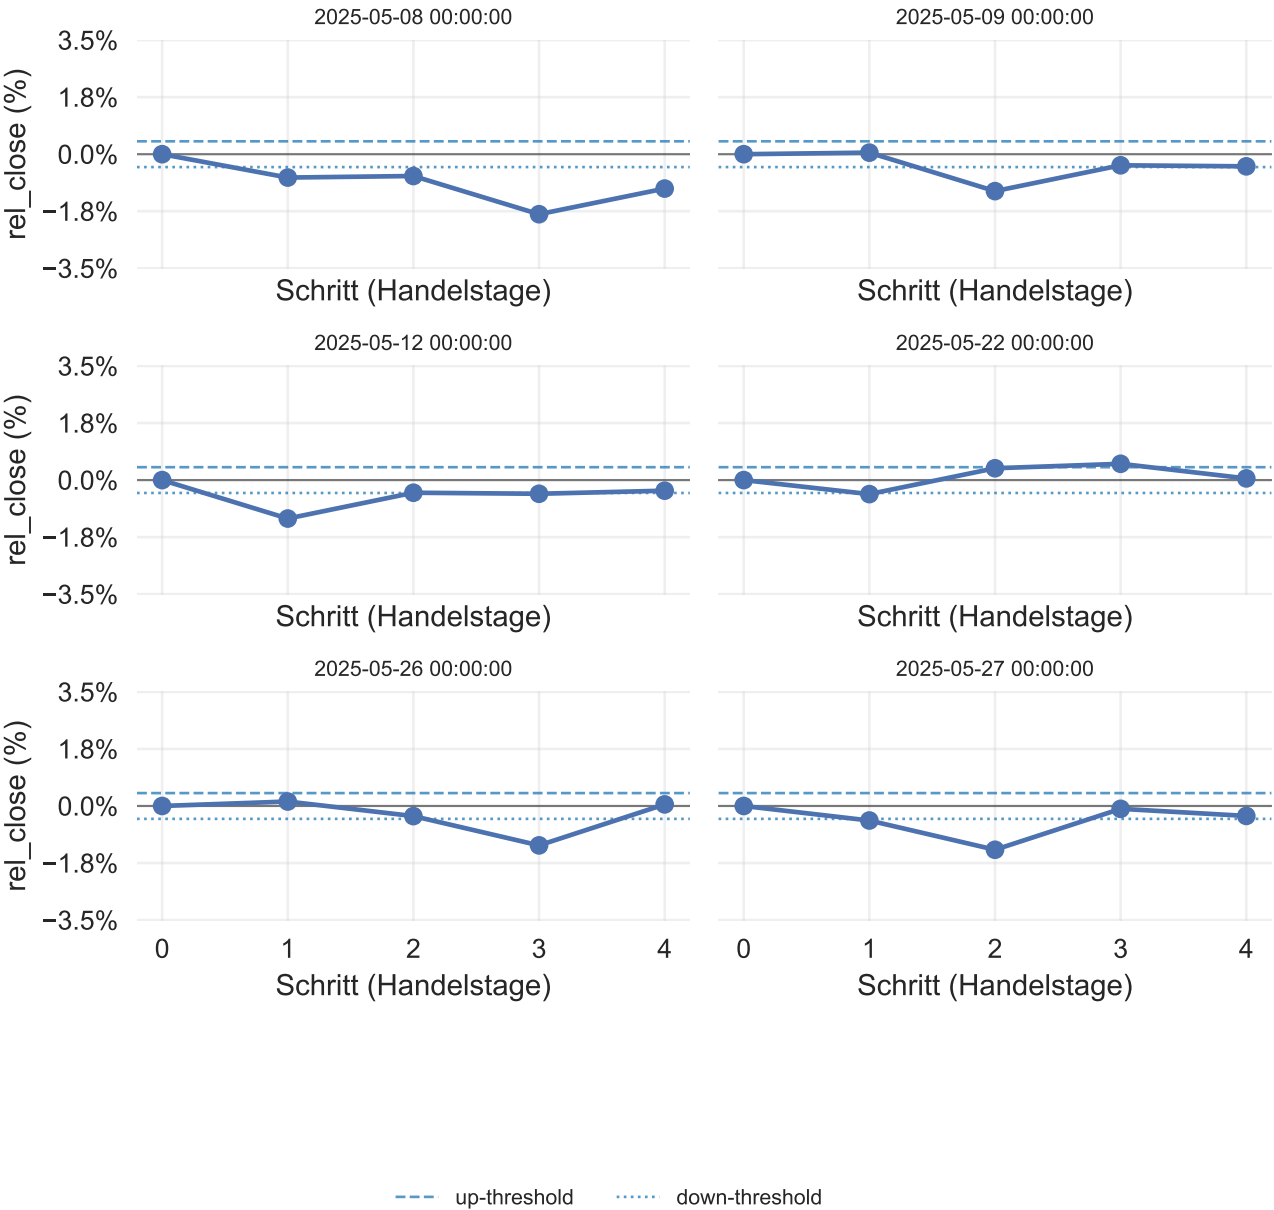 2025-05-08 00:00:00
2025-05-09 00:00:00
3.5%
1.8%
0.0%
−1.8%
−3.5%
rel_close (%)
Schritt (Handelstage)
Schritt (Handelstage)
2025-05-12 00:00:00
2025-05-22 00:00:00
3.5%
1.8%
0.0%
−1.8%
−3.5%
rel_close (%)
Schritt (Handelstage)
Schritt (Handelstage)
2025-05-26 00:00:00
2025-05-27 00:00:00
3.5%
1.8%
0.0%
−1.8%
−3.5%
rel_close (%)
0 1 2 3 4
0 1 2 3 4
Schritt (Handelstage)
Schritt (Handelstage)
up-threshold
down-threshold